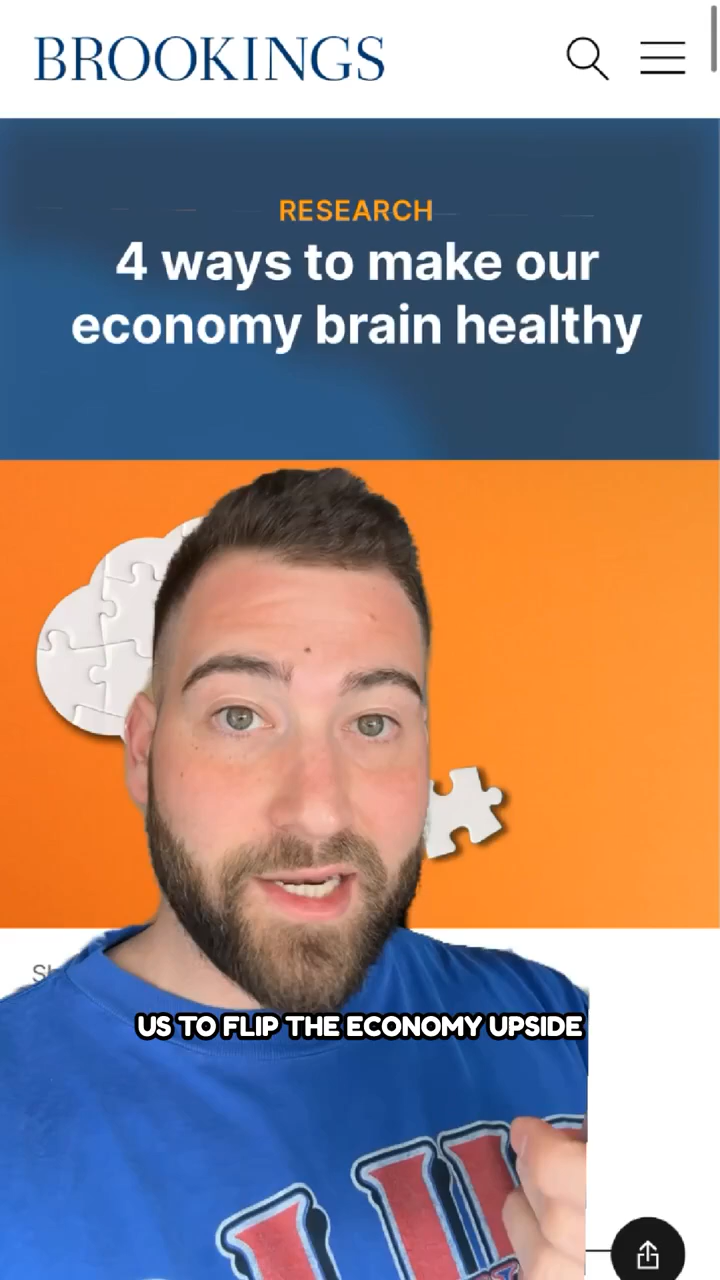 BROOKINGS
RESEARCH
4 ways to make our
economy brain healthy
US TO FLIP THE ECONOMY UPSIDE